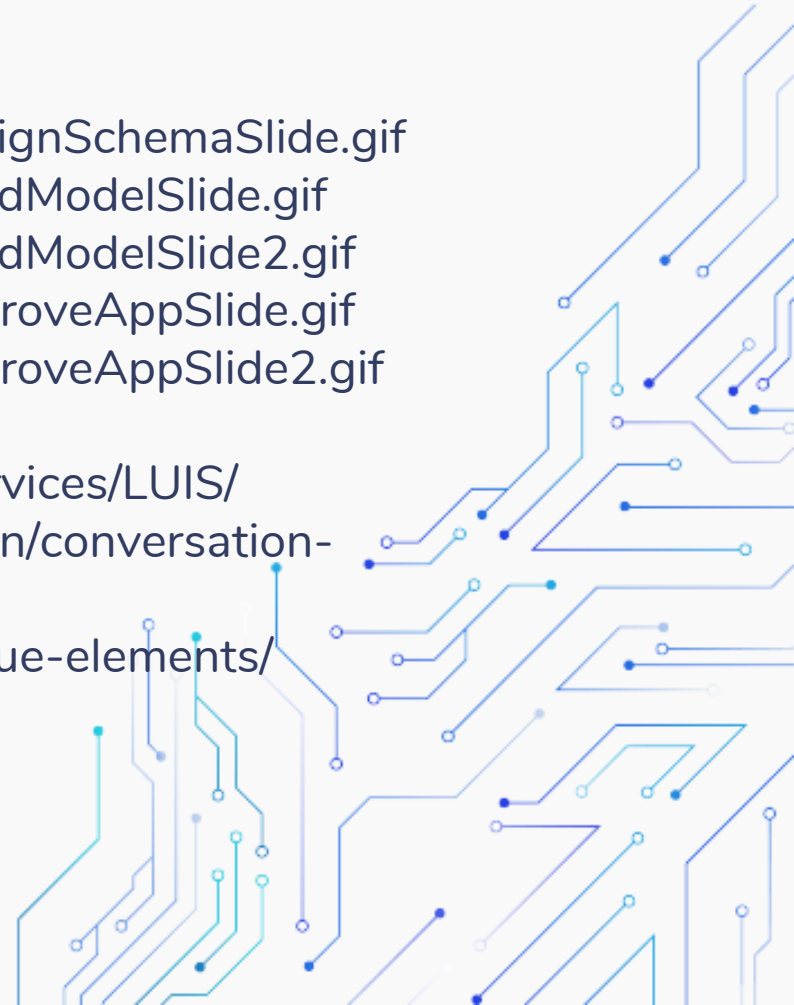 ignSchemaSlide.gif
dModelSlide.gif
dModelSlide2.gif
roveAppSlide.gif
roveAppSlide2.gif
vices/LUIS/
n/conversation-
ue-elements/